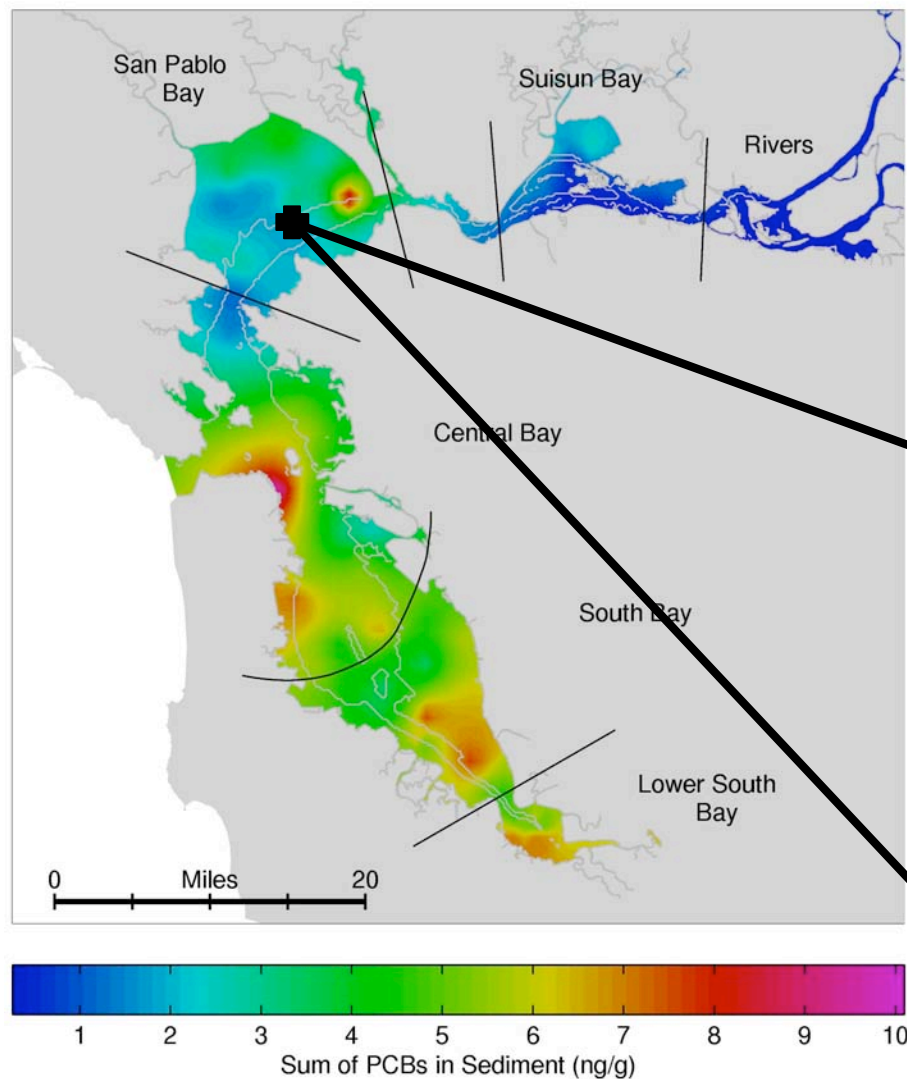 San Pablo
Bay
Suisun Bay
Rivers
Central Bay
South Bay
Lower South
Bay
0 Miles 20
1 2 3 4 5 6 7 8 9 10
Sum of PCBs in Sediment (ng/g)